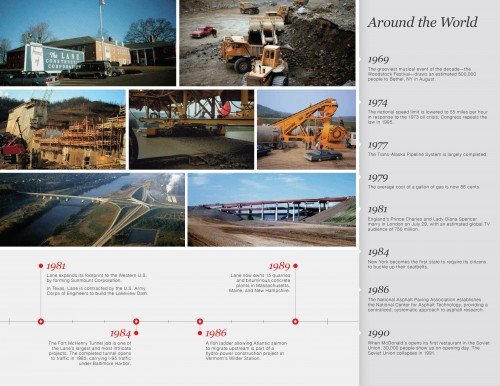 The Lane
Construction
Corporation
Around the World
1969
The grooviest musical event of the decade—the
Woodstock Festival—draws an estimated 500,000
people to Bethel, NY in August.
1974
The national speed limit is lowered to 55 miles per hour
in response to the 1973 oil crisis; Congress repeals the
law in 1995.
1977
The Trans-Alaska Pipeline System is largely completed.
1979
The average cost of a gallon of gas is now 86 cents.
1981
England's Prince Charles and Lady Diana Spencer
marry in London on July 29, with an estimated global TV
audience of 750 million.
1984
New York becomes the first state to require its citizens
to buckle up their seatbelts.
1986
The National Asphalt Paving Association establishes
the National Center for Asphalt Technology, providing a
centralized, systematic approach to asphalt research.
1990
When McDonald's opens its first restaurant in the Soviet
Union, 30,000 people show up on opening day. The
Soviet Union collapses in 1991.
1981
Lane expands its footprint to the Western U.S.
by forming Sunmount Corporation.
In Texas, Lane is contracted by the U.S. Army
Corps of Engineers to build the Lakeview Dam.
1989
Lane now owns 15 quarries
and bituminous concrete
plants in Massachusetts,
Maine, and New Hampshire.
1984
The Fort McHenry Tunnel job is one
of the Lane's largest and most intricate
projects. The completed tunnel opens
to traffic in 1985, carrying I-95 traffic
under Baltimore Harbor.
1986
A fish ladder allowing Atlantic salmon
to migrate upstream is part of a
hydro-power construction project at
Vermont's Wilder Station.